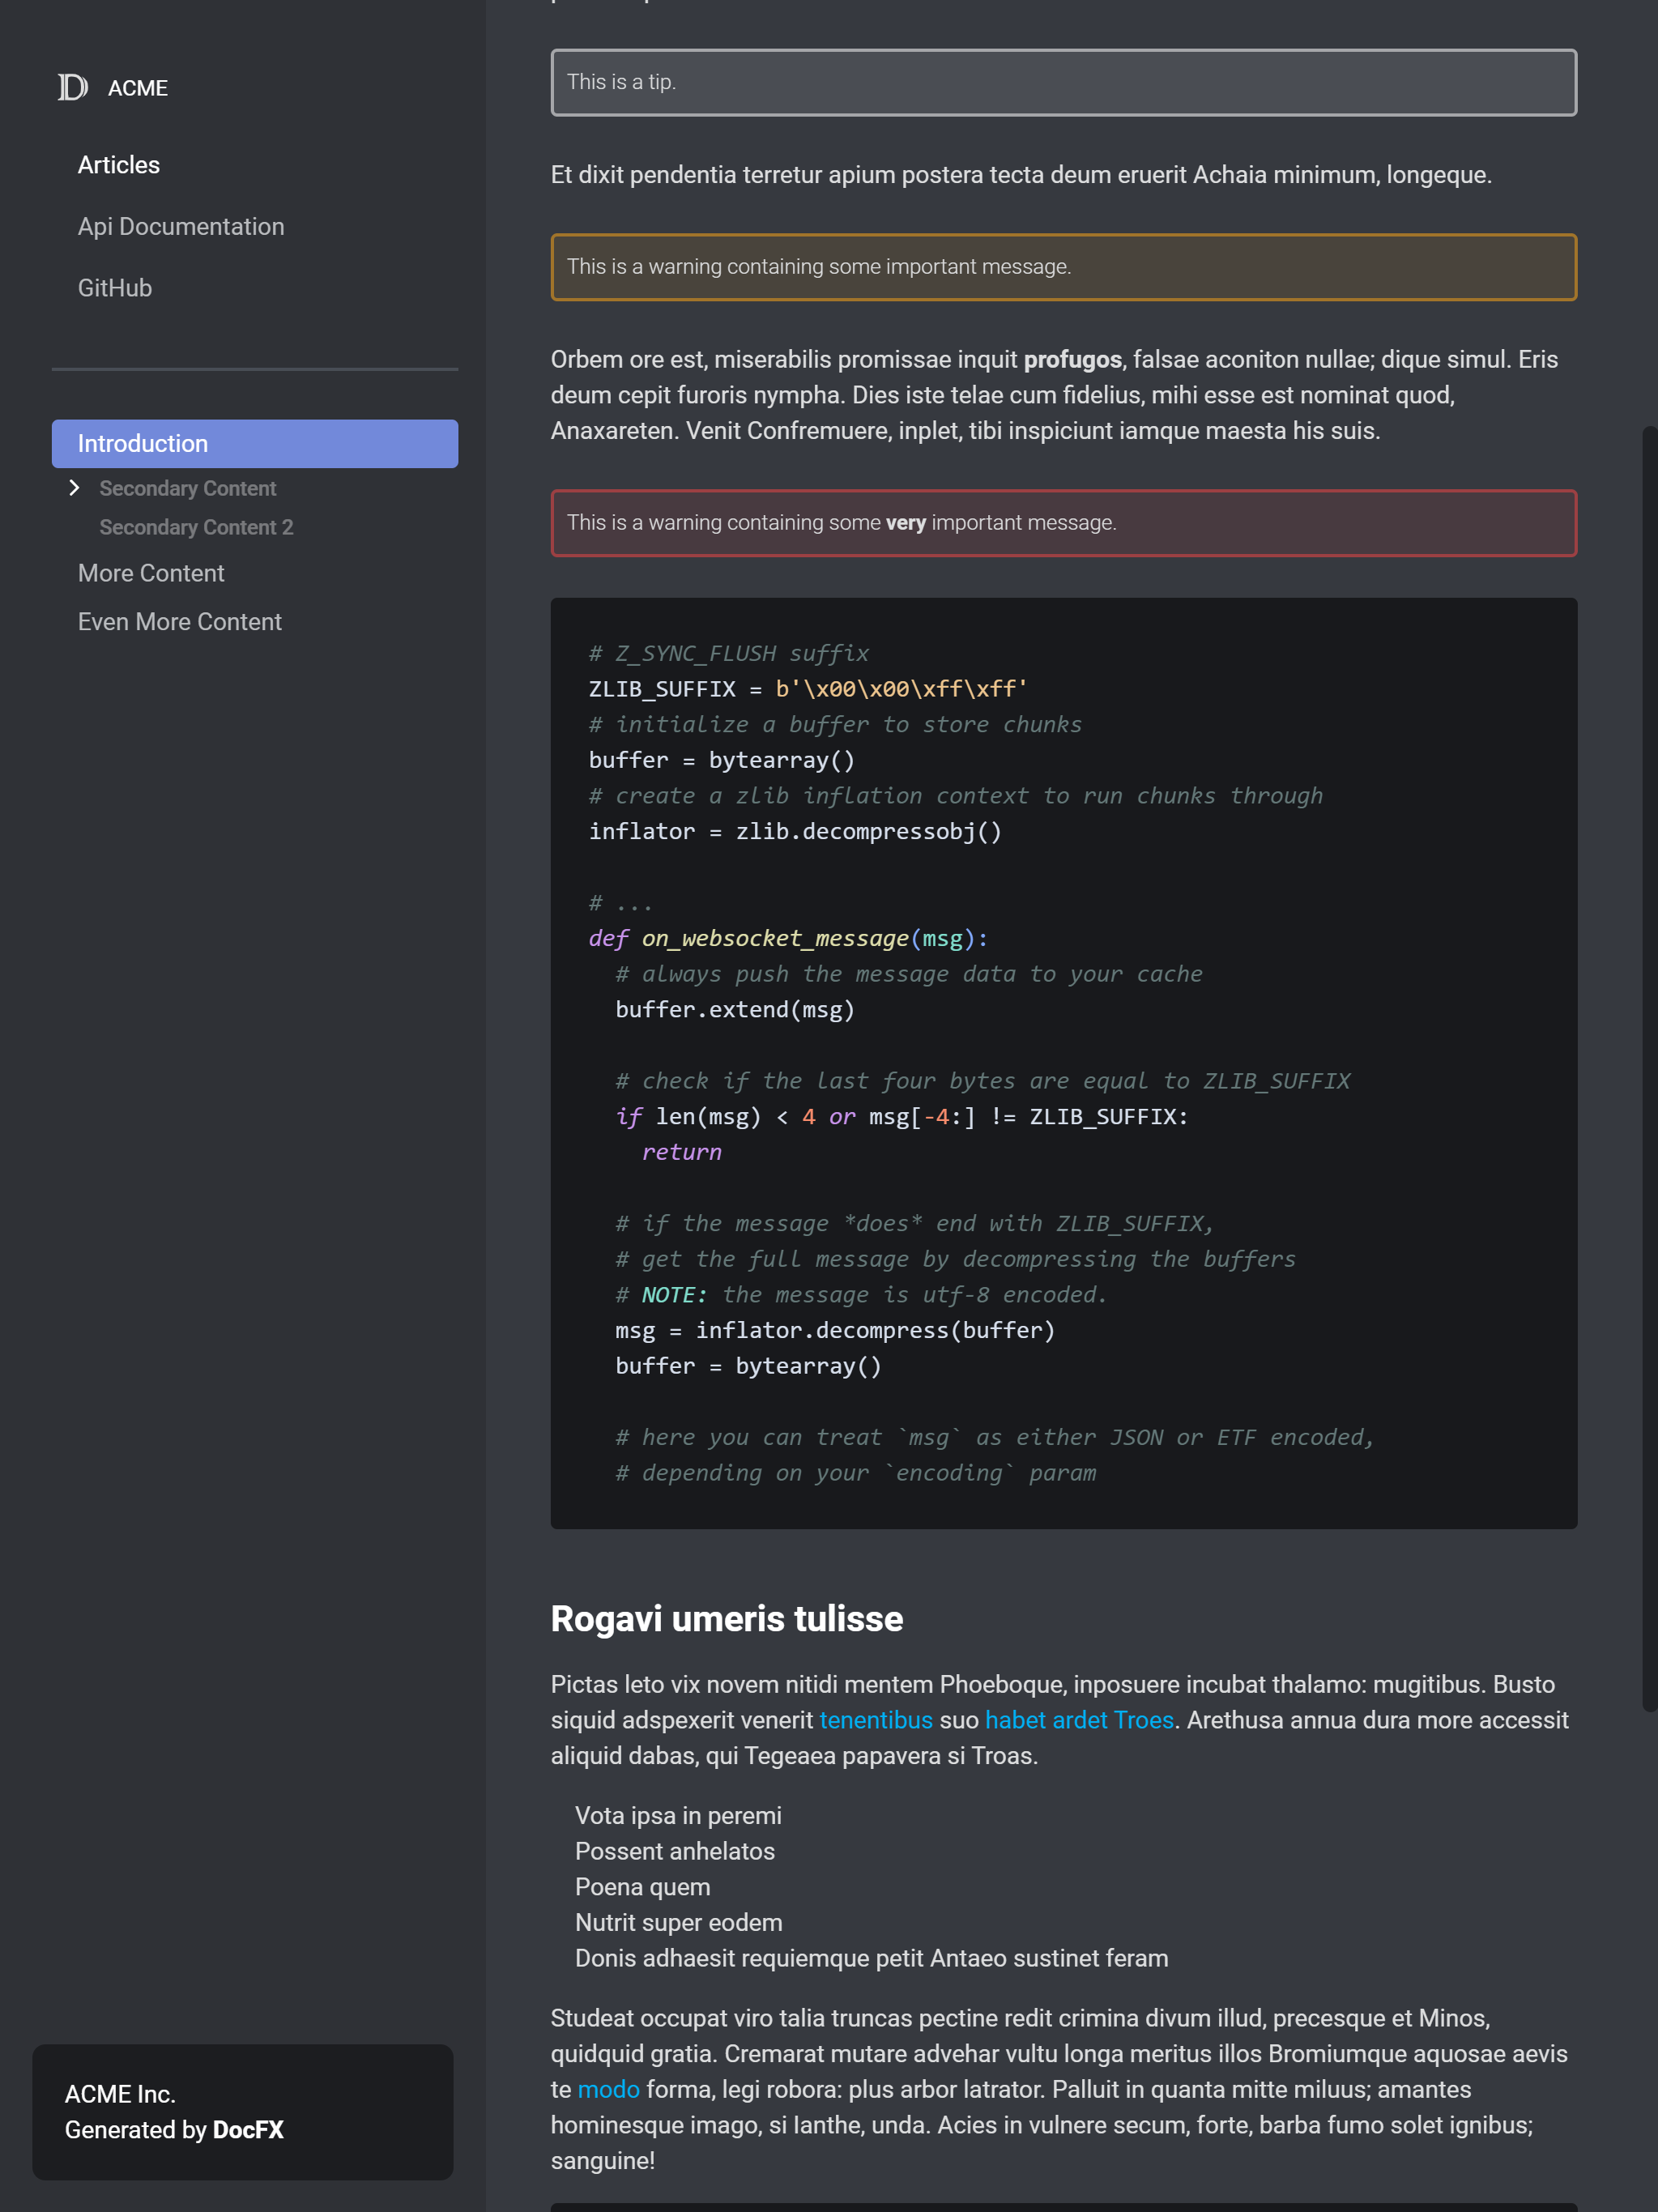 ACME
Articles
Api Documentation
GitHub
Introduction
Secondary Content
Secondary Content 2
More Content
Even More Content
ACME Inc.
Generated by DocFX
This is a tip.
Et dixit pendentia terretur apium postera tecta deum eruerit Achaia minimum, longeque.
This is a warning containing some important message.
Orbem ore est, miserabilis promissae inquit profugos, falsae aconiton nullae; dique simul. Eris
deum cepit furoris nympha. Dies iste telae cum fidelius, mihi esse est nominat quod,
Anaxareten. Venit Confremuere, inplet, tibi inspiciunt iamque maesta his suis.
This is a warning containing some very important message.
# Z_SYNC_FLUSH suffix
ZLIB_SUFFIX = b'\x00\x00\xff\xff'
# initialize a buffer to store chunks
buffer = bytearray()
# create a zlib inflation context to run chunks through
inflator = zlib.decompressobj()
# ...
def on_websocket_message(msg):
  # always push the message data to your cache
  buffer.extend(msg)
  # check if the last four bytes are equal to ZLIB_SUFFIX
  if len(msg) < 4 or msg[-4:] != ZLIB_SUFFIX:
    return
  # if the message *does* end with ZLIB_SUFFIX,
  # get the full message by decompressing the buffers
  # NOTE: the message is utf-8 encoded.
  msg = inflator.decompress(buffer)
  buffer = bytearray()
  # here you can treat `msg` as either JSON or ETF encoded,
  # depending on your `encoding` param
Rogavi umeris tulisse
Pictas leto vix novem nitidi mentem Phoeboque, inposuere incubat thalamo: mugitibus. Busto
siquid adspexerit venerit tenentibus suo habet ardet Troes. Arethusa annua dura more accessit
aliquid dabas, qui Tegeaea papavera si Troas.
Vota ipsa in peremi
Possent anhelatos
Poena quem
Nutrit super eodem
Donis adhaesit requiemque petit Antaeo sustinet feram
Studeat occupat viro talia truncas pectine redit crimina divum illud, precesque et Minos,
quidquid gratia. Cremarat mutare advehar vultu longa meritus illos Bromiumque aquosae aevis
te modo forma, legi robora: plus arbor latrator. Palluit in quanta mitte miluus; amantes
hominesque imago, si Ianthe, unda. Acies in vulnere secum, forte, barba fumo solet ignibus;
sanguine!